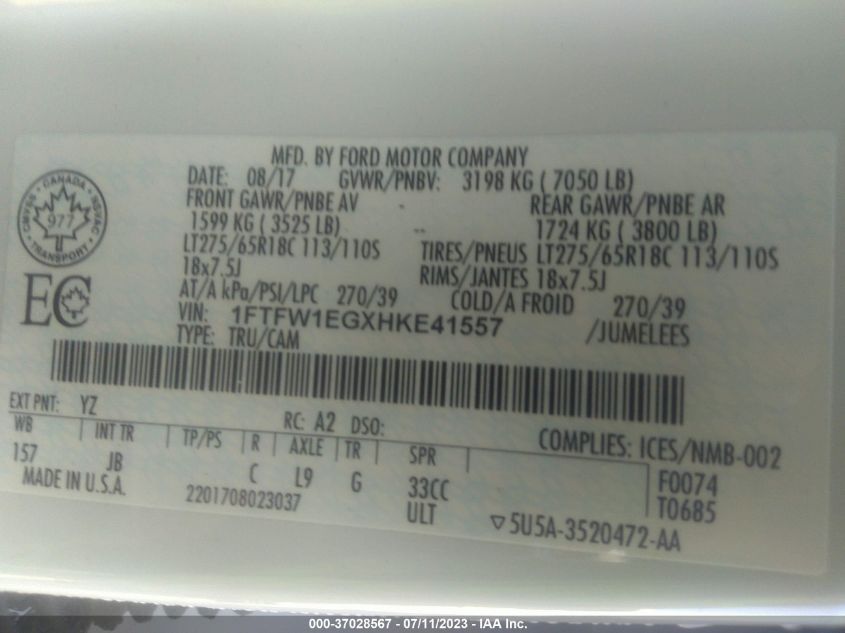 MFD. BY FORD MOTOR COMPANY
DATE: 08/17 GVWR/PNBV: 3198 KG ( 7050 LB)
FRONT GAWR/PNBE AV REAR GAWR/PNBE AR
1599 KG ( 3525 LB) 1724 KG ( 3800 LB)
LT275/65R18C 113/110S TIRES/PNEUS LT275/65R18C 113/110S
18x7.5J RIMS/JANTES 18x7.5J
AT/A kPa/PSI/LPC 270/39 COLD/A FROID 270/39
VIN: 1FTFW1EGXHKE41557 /JUMELEES
TYPE: TRU/CAM
CANADA
CMVSS NSVAC
977
TRANSPORT
EC
EXT PNT: YZ RC: A2 DSO:
WB INT TR TP/PS R AXLE TR SPR COMPLIES: ICES/NMB-002
157 JB C L9 G 33CC F0074
MADE IN U.S.A. 2201708023037 ULT T0685
▽5U5A-3520472-AA
000-37028567 - 07/11/2023 - IAA Inc.